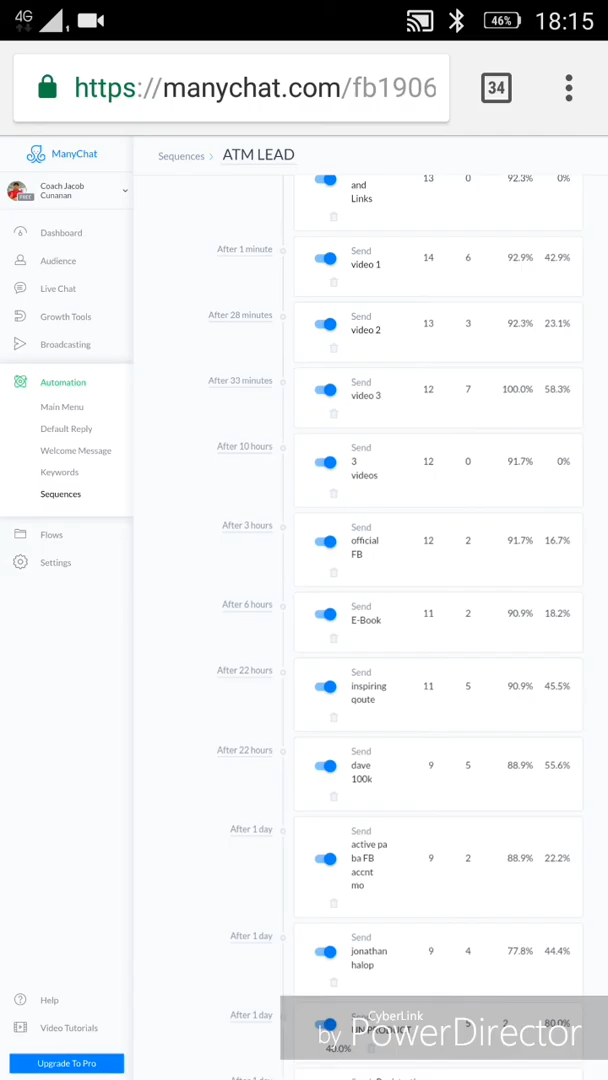 4G
46%
18:15
https://manychat.com/fb1906
34
ManyChat
Sequences
ATM LEAD
Coach Jacob
Cunanan
FREE
Dashboard
Audience
Live Chat
Growth Tools
Broadcasting
Automation
Main Menu
Default Reply
Welcome Message
Keywords
Sequences
Flows
Settings
Help
Video Tutorials
Upgrade To Pro
and 13 0 92.3% 0%
Links
After 1 minute
Send
video 1 14 6 92.9% 42.9%
After 28 minutes
Send
video 2 13 3 92.3% 23.1%
After 33 minutes
Send
video 3 12 7 100.0% 58.3%
After 10 hours
Send
3 12 0 91.7% 0%
videos
After 3 hours
Send
official 12 2 91.7% 16.7%
FB
After 6 hours
Send
E-Book 11 2 90.9% 18.2%
After 22 hours
Send
inspiring 11 5 90.9% 45.5%
qoute
After 22 hours
Send
dave 9 5 88.9% 55.6%
100k
After 1 day
Send
active pa
ba FB 9 2 88.9% 22.2%
accnt
mo
After 1 day
Send
jonathan 9 4 77.8% 44.4%
halop
After 1 day
Send 5 2 80.0%
PRODUCT
40.0%
After 1 day
CyberLink
by PowerDirector